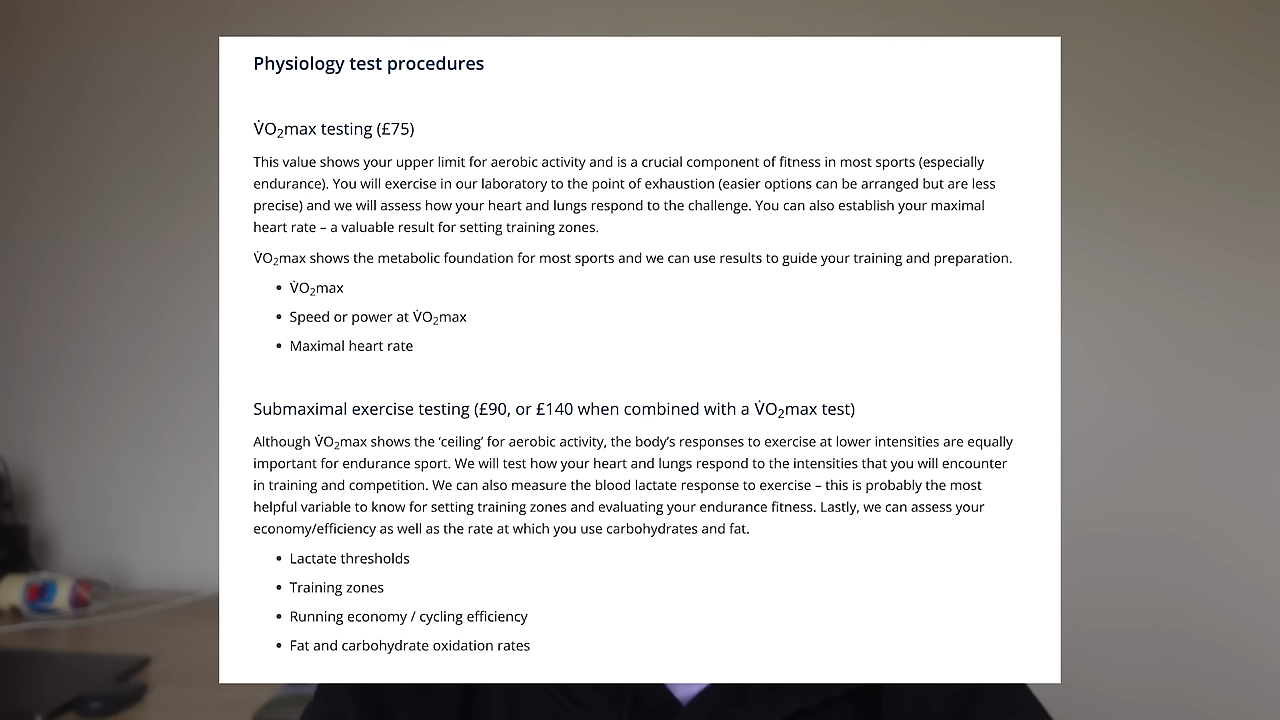 Physiology test procedures
V̇O₂max testing (£75)
This value shows your upper limit for aerobic activity and is a crucial component of fitness in most sports (especially
endurance). You will exercise in our laboratory to the point of exhaustion (easier options can be arranged but are less
precise) and we will assess how your heart and lungs respond to the challenge. You can also establish your maximal
heart rate – a valuable result for setting training zones.
V̇O₂max shows the metabolic foundation for most sports and we can use results to guide your training and preparation.
• V̇O₂max
• Speed or power at V̇O₂max
• Maximal heart rate
Submaximal exercise testing (£90, or £140 when combined with a V̇O₂max test)
Although V̇O₂max shows the ‘ceiling’ for aerobic activity, the body’s responses to exercise at lower intensities are equally
important for endurance sport. We will test how your heart and lungs respond to the intensities that you will encounter
in training and competition. We can also measure the blood lactate response to exercise – this is probably the most
helpful variable to know for setting training zones and evaluating your endurance fitness. Lastly, we can assess your
economy/efficiency as well as the rate at which you use carbohydrates and fat.
• Lactate thresholds
• Training zones
• Running economy / cycling efficiency
• Fat and carbohydrate oxidation rates